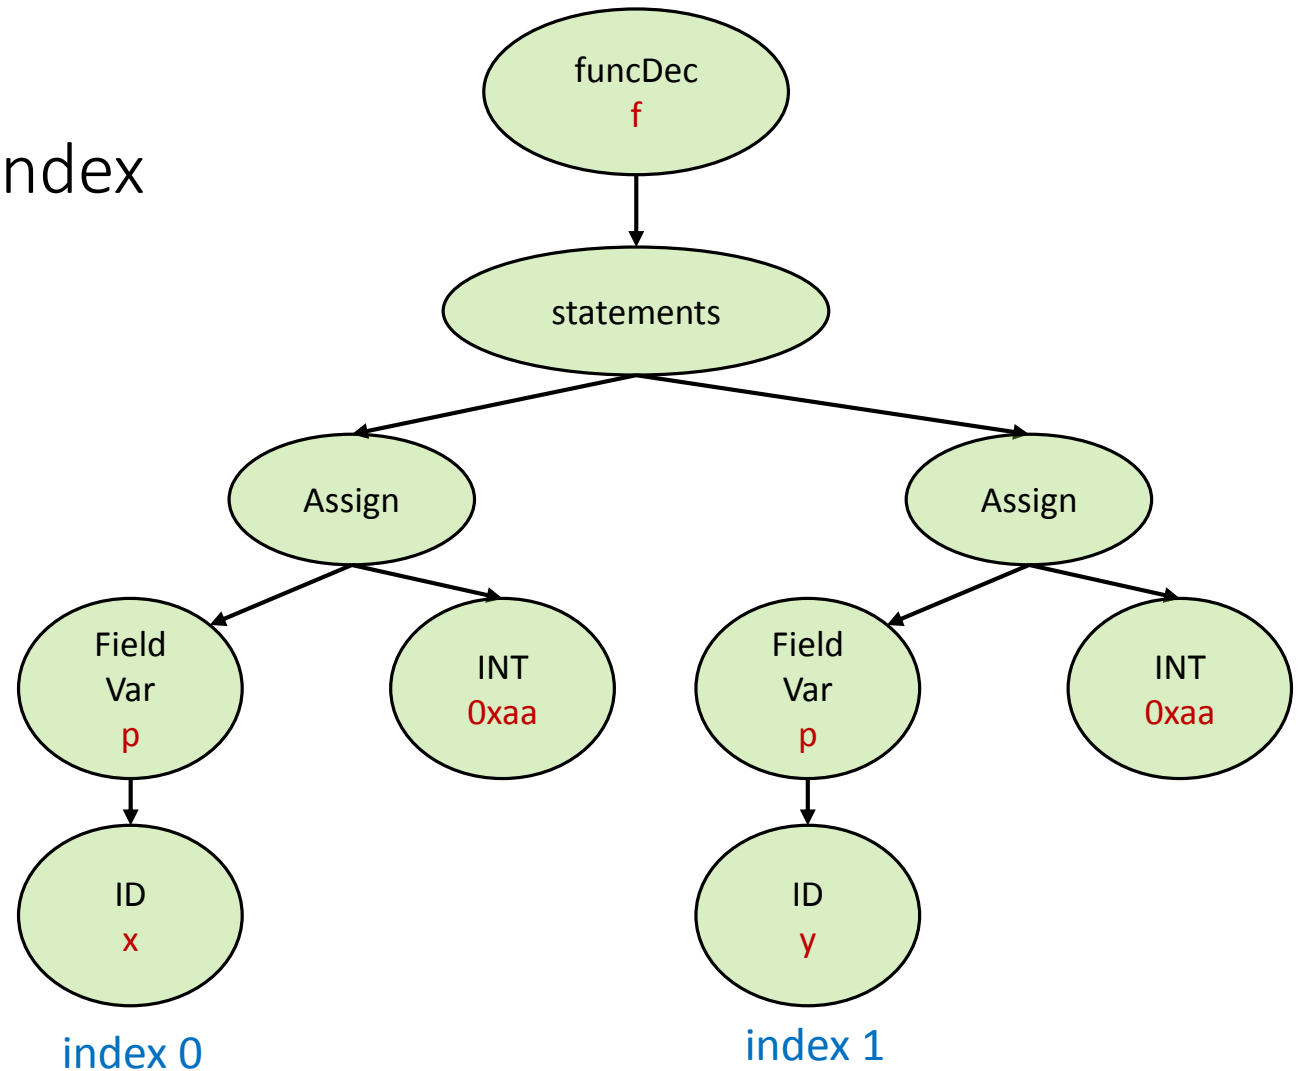 funcDec
f
ndex
statements
Assign
Assign
Field
Var
p
INT
0xaa
Field
Var
p
INT
0xaa
ID
x
ID
y
index 0
index 1